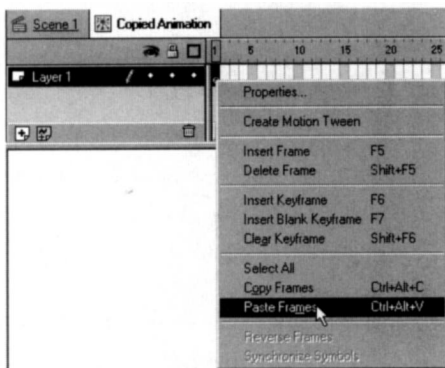 Scene 1 Copied Animation
1 5 10 15 20 25
Layer 1
Properties...
Create Motion Tween
Insert Frame F5
Delete Frame Shift+F5
Insert Keyframe F6
Insert Blank Keyframe F7
Clear Keyframe Shift+F6
Select All
Copy Frames Ctrl+Alt+C
Paste Frames Ctrl+Alt+V
Reverse Frames
Synchronize Symbols